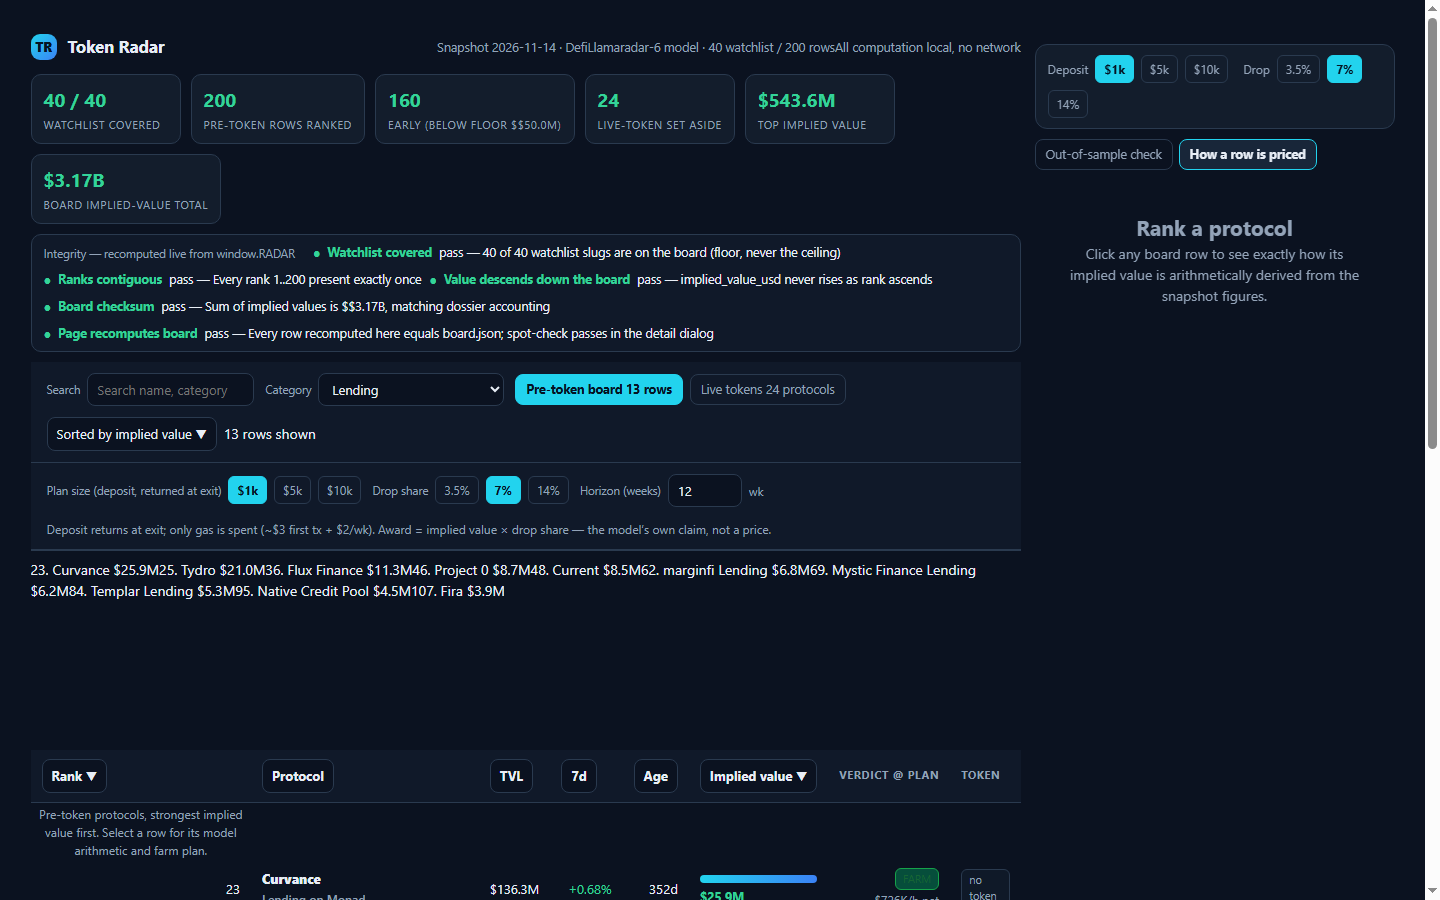 TR Token Radar
Snapshot 2026-11-14 · DefiLlamaradar-6 model · 40 watchlist / 200 rowsAll computation local, no network
40 / 40
WATCHLIST COVERED
200
PRE-TOKEN ROWS RANKED
160
EARLY (BELOW FLOOR $$50.0M)
24
LIVE-TOKEN SET ASIDE
$543.6M
TOP IMPLIED VALUE
$3.17B
BOARD IMPLIED-VALUE TOTAL
Deposit $1k $5k $10k Drop 3.5% 7%
14%
Out-of-sample check How a row is priced
Rank a protocol
Click any board row to see exactly how its
implied value is arithmetically derived from the
snapshot figures.
Integrity — recomputed live from window.RADAR ● Watchlist covered pass — 40 of 40 watchlist slugs are on the board (floor, never the ceiling)
● Ranks contiguous pass — Every rank 1..200 present exactly once ● Value descends down the board pass — implied_value_usd never rises as rank ascends
● Board checksum pass — Sum of implied values is $$3.17B, matching dossier accounting
● Page recomputes board pass — Every row recomputed here equals board.json; spot-check passes in the detail dialog
Search Search name, category Category Lending Pre-token board 13 rows Live tokens 24 protocols
Sorted by implied value ▼ 13 rows shown
Plan size (deposit, returned at exit) $1k $5k $10k Drop share 3.5% 7% 14% Horizon (weeks) 12 wk
Deposit returns at exit; only gas is spent (~$3 first tx + $2/wk). Award = implied value × drop share — the model's own claim, not a price.
23. Curvance $25.9M25. Tydro $21.0M36. Flux Finance $11.3M46. Project 0 $8.7M48. Current $8.5M62. marginfi Lending $6.8M69. Mystic Finance Lending
$6.2M84. Templar Lending $5.3M95. Native Credit Pool $4.5M107. Fira $3.9M
Rank ▼ Protocol TVL 7d Age Implied value ▼ VERDICT @ PLAN TOKEN
Pre-token protocols, strongest implied
value first. Select a row for its model
arithmetic and farm plan.
23 Curvance $136.3M +0.68% 352d FARM no
Lending on Monad $25.9M $726K/h net token